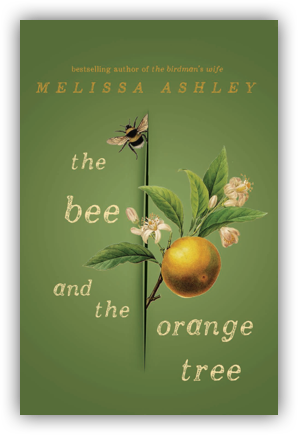 bestselling author of the birdman's wife
MELISSA ASHLEY
the
bee
and
the
orange
tree